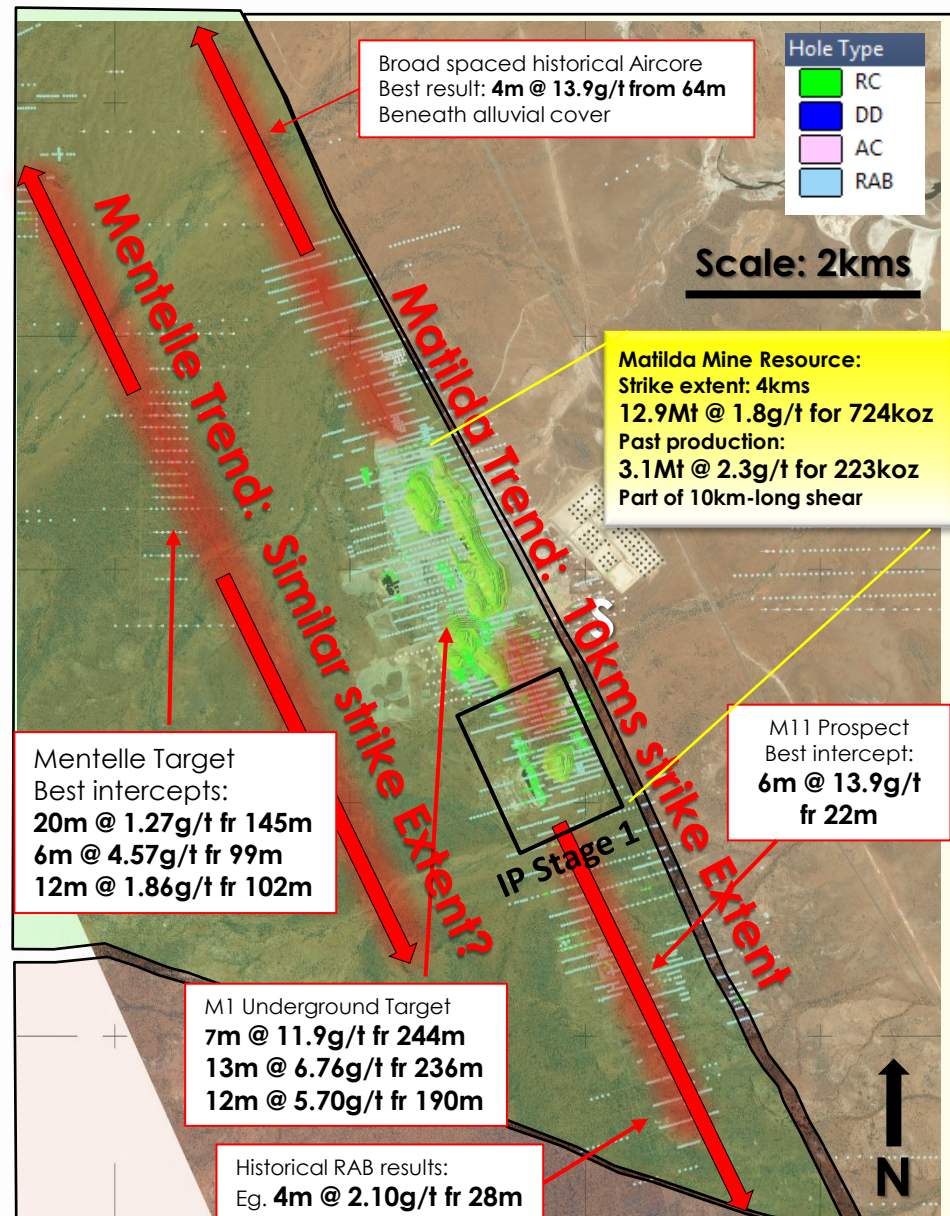 Broad spaced historical Aircore
Best result: 4m @ 13.9g/t from 64m
Beneath alluvial cover
Hole Type
RC
DD
AC
RAB
Scale: 2kms
Mentelle Trend: Similar strike Extent?
Matilda Trend: 10kms strike Extent
Matilda Mine Resource:
Strike extent: 4kms
12.9Mt @ 1.8g/t for 724koz
Past production:
3.1Mt @ 2.3g/t for 223koz
Part of 10km-long shear
Mentelle Target
Best intercepts:
20m @ 1.27g/t fr 145m
6m @ 4.57g/t fr 99m
12m @ 1.86g/t fr 102m
M11 Prospect
Best intercept:
6m @ 13.9g/t
fr 22m
IP Stage 1
M1 Underground Target
7m @ 11.9g/t fr 244m
13m @ 6.76g/t fr 236m
12m @ 5.70g/t fr 190m
Historical RAB results:
Eg. 4m @ 2.10g/t fr 28m
N